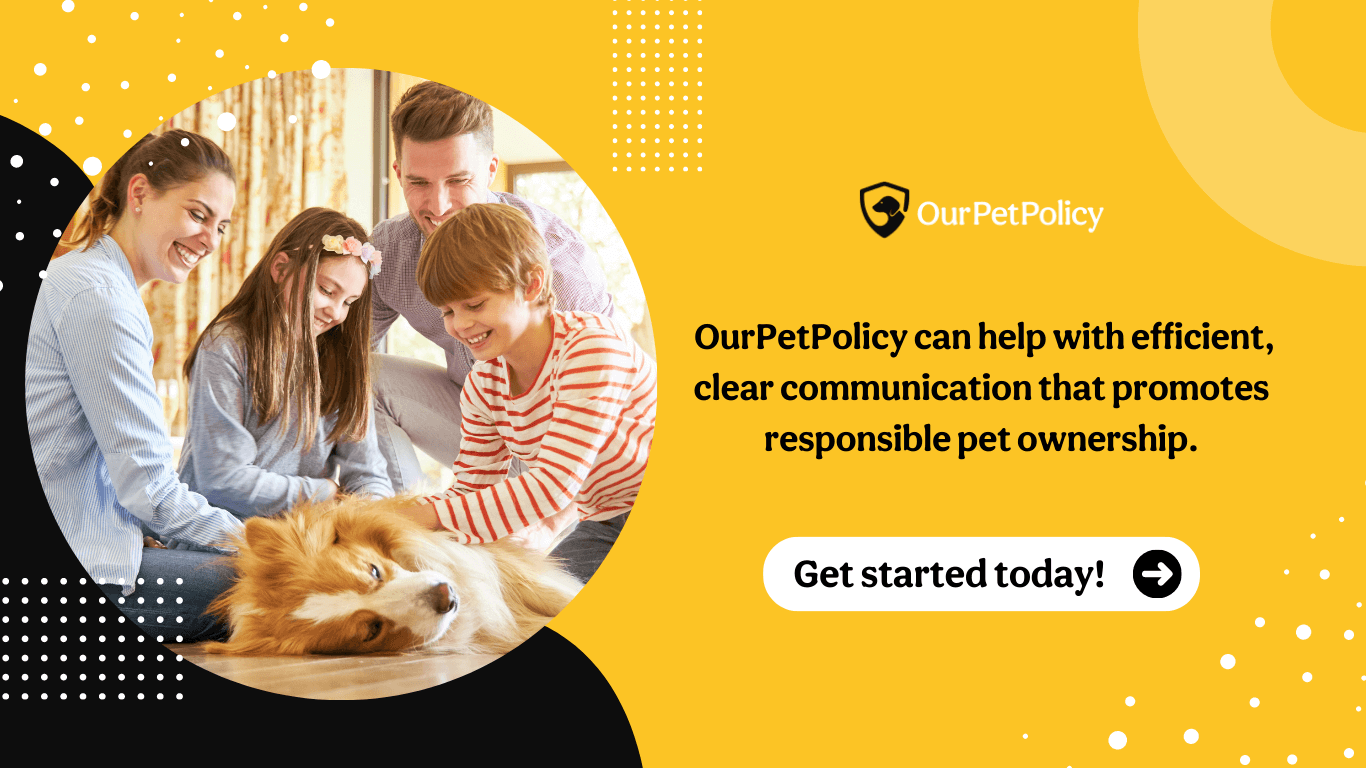 OurPetPolicy
OurPetPolicy can help with efficient,
clear communication that promotes
responsible pet ownership.
Get started today!